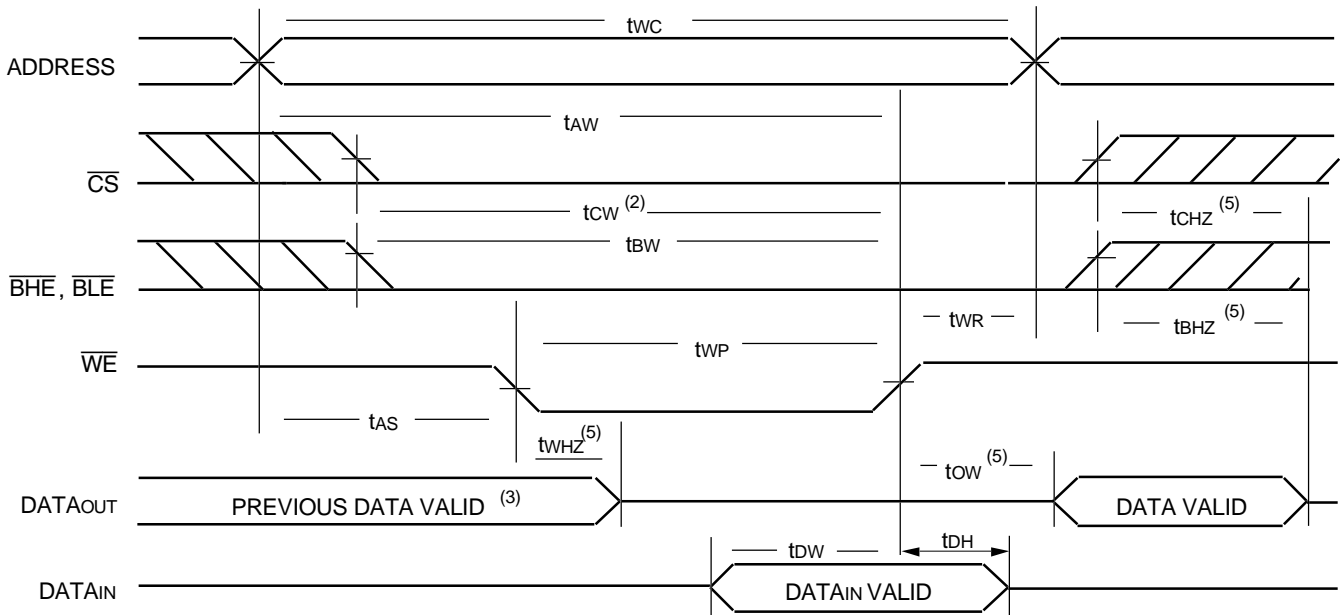 tWC
ADDRESS
tAW
CS
tCW (2)
tCHZ (5)
tBW
BHE, BLE
tWR
tBHZ (5)
tWP
WE
tAS
tWHZ (5)
tOW (5)
DATAOUT
PREVIOUS DATA VALID (3)
DATA VALID
tDW
tDH
DATAIN
DATAIN VALID